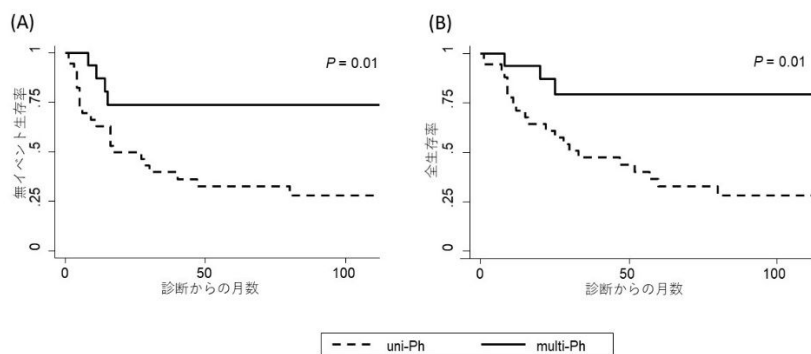 (A)
無イベント生存率
1
.75
.5
.25
0
P = 0.01
0 50 100
診断からの月数
(B)
全生存率
1
.75
.5
.25
0
P = 0.01
0 50 100
診断からの月数
uni-Ph multi-Ph